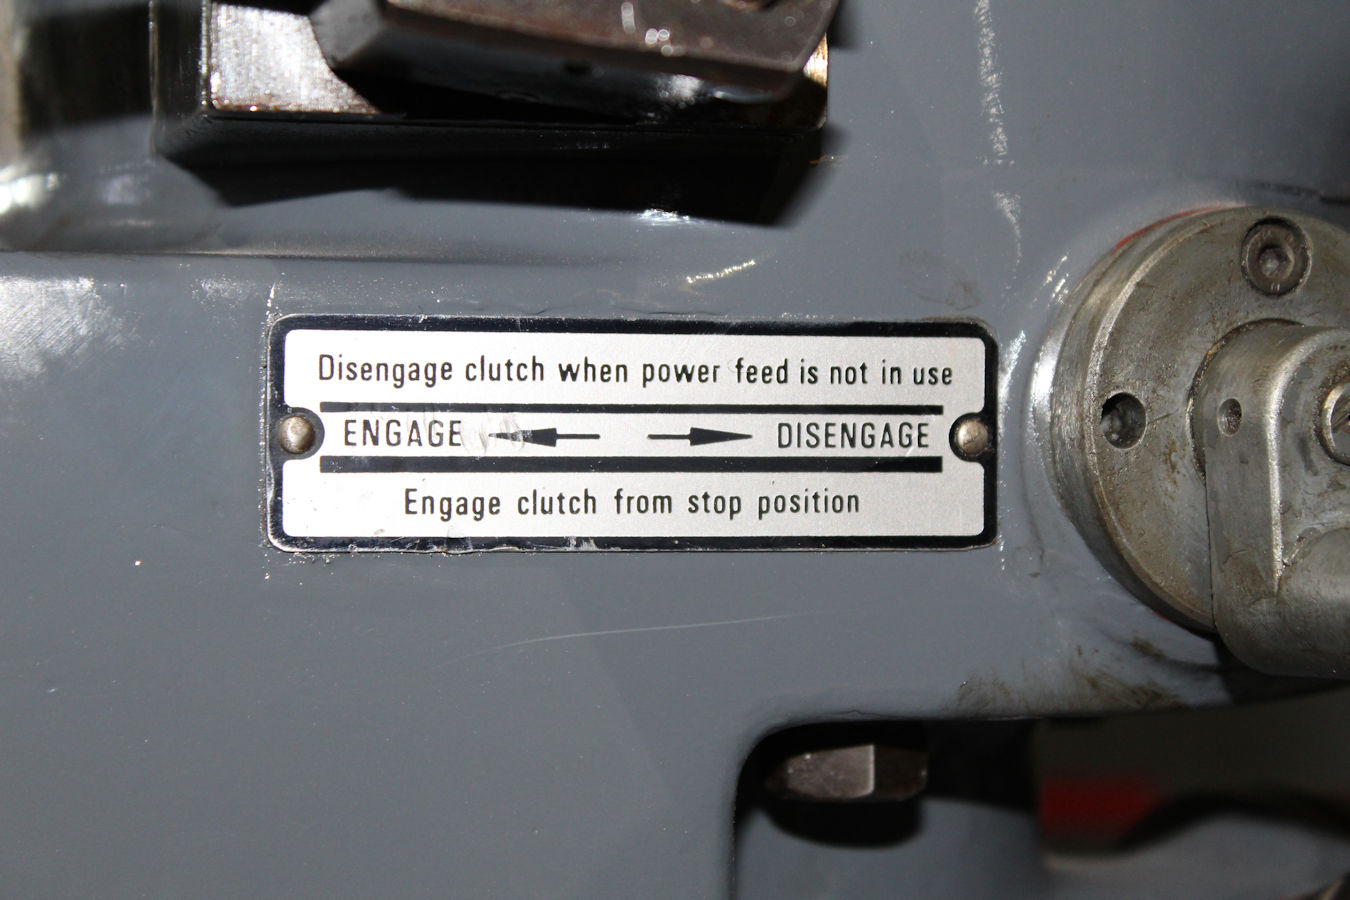 Disengage clutch when power feed is not in use
ENGAGE DISENGAGE
Engage clutch from stop position